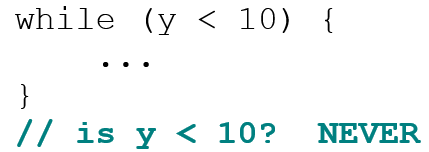 while (y < 10) {
    ...
}
// is y < 10?  NEVER